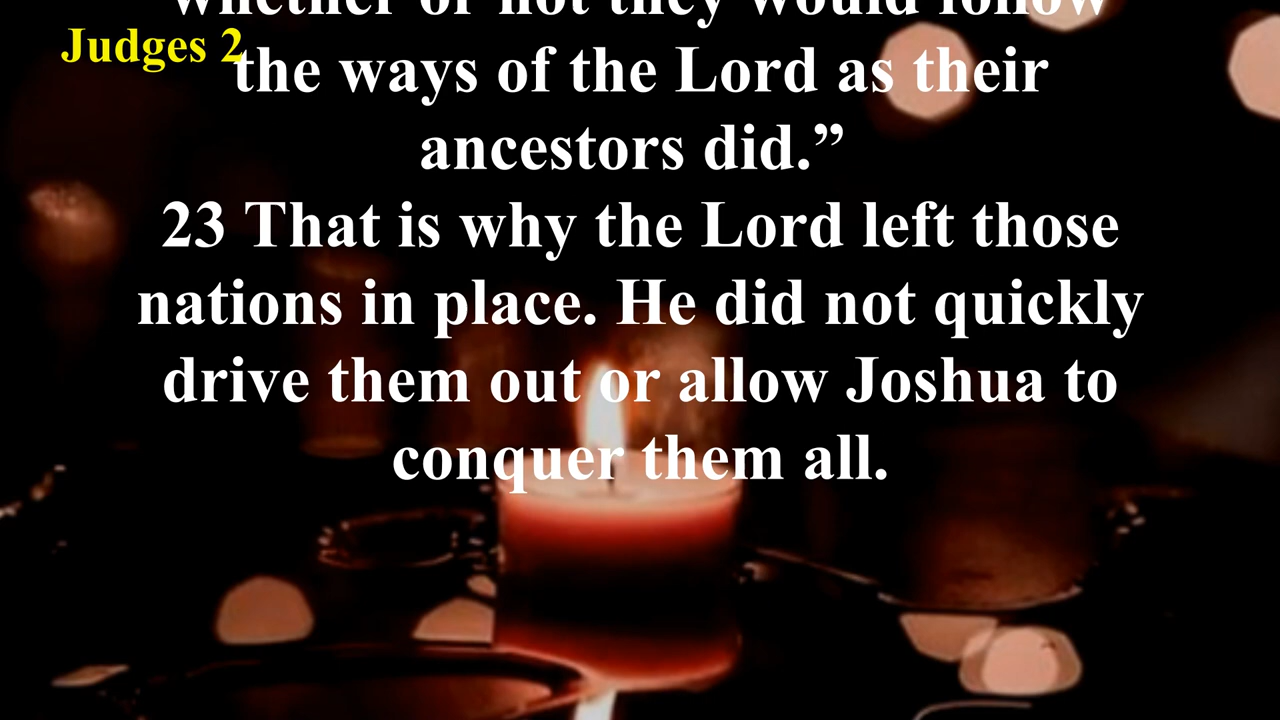 whether or not they would follow
Judges 2
the ways of the Lord as their
ancestors did.”
23 That is why the Lord left those
nations in place. He did not quickly
drive them out or allow Joshua to
conquer them all.